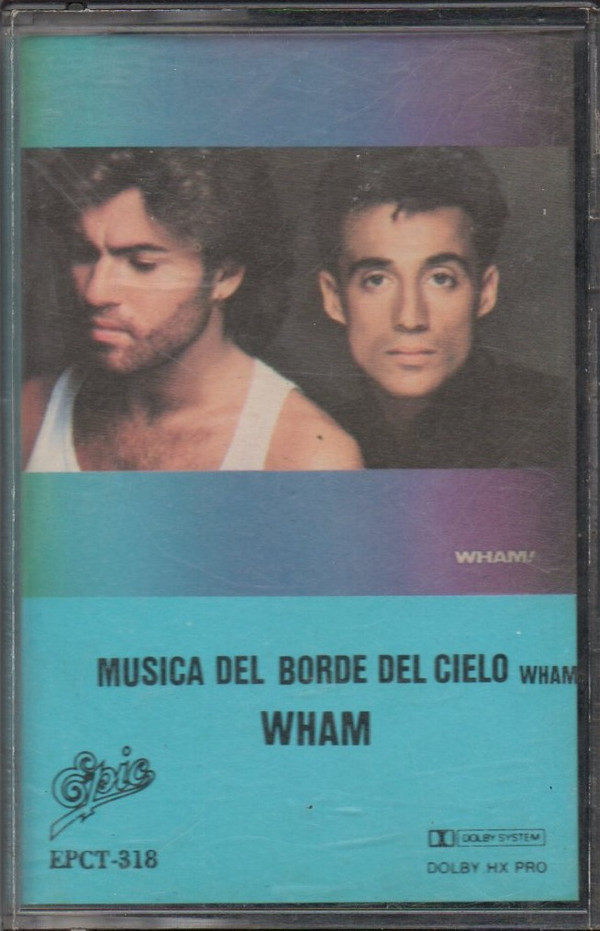 WHAM!
MUSICA DEL BORDE DEL CIELO WHAM
WHAM
Epic
EPCT-318
DOLBY SYSTEM
DOLBY HX PRO